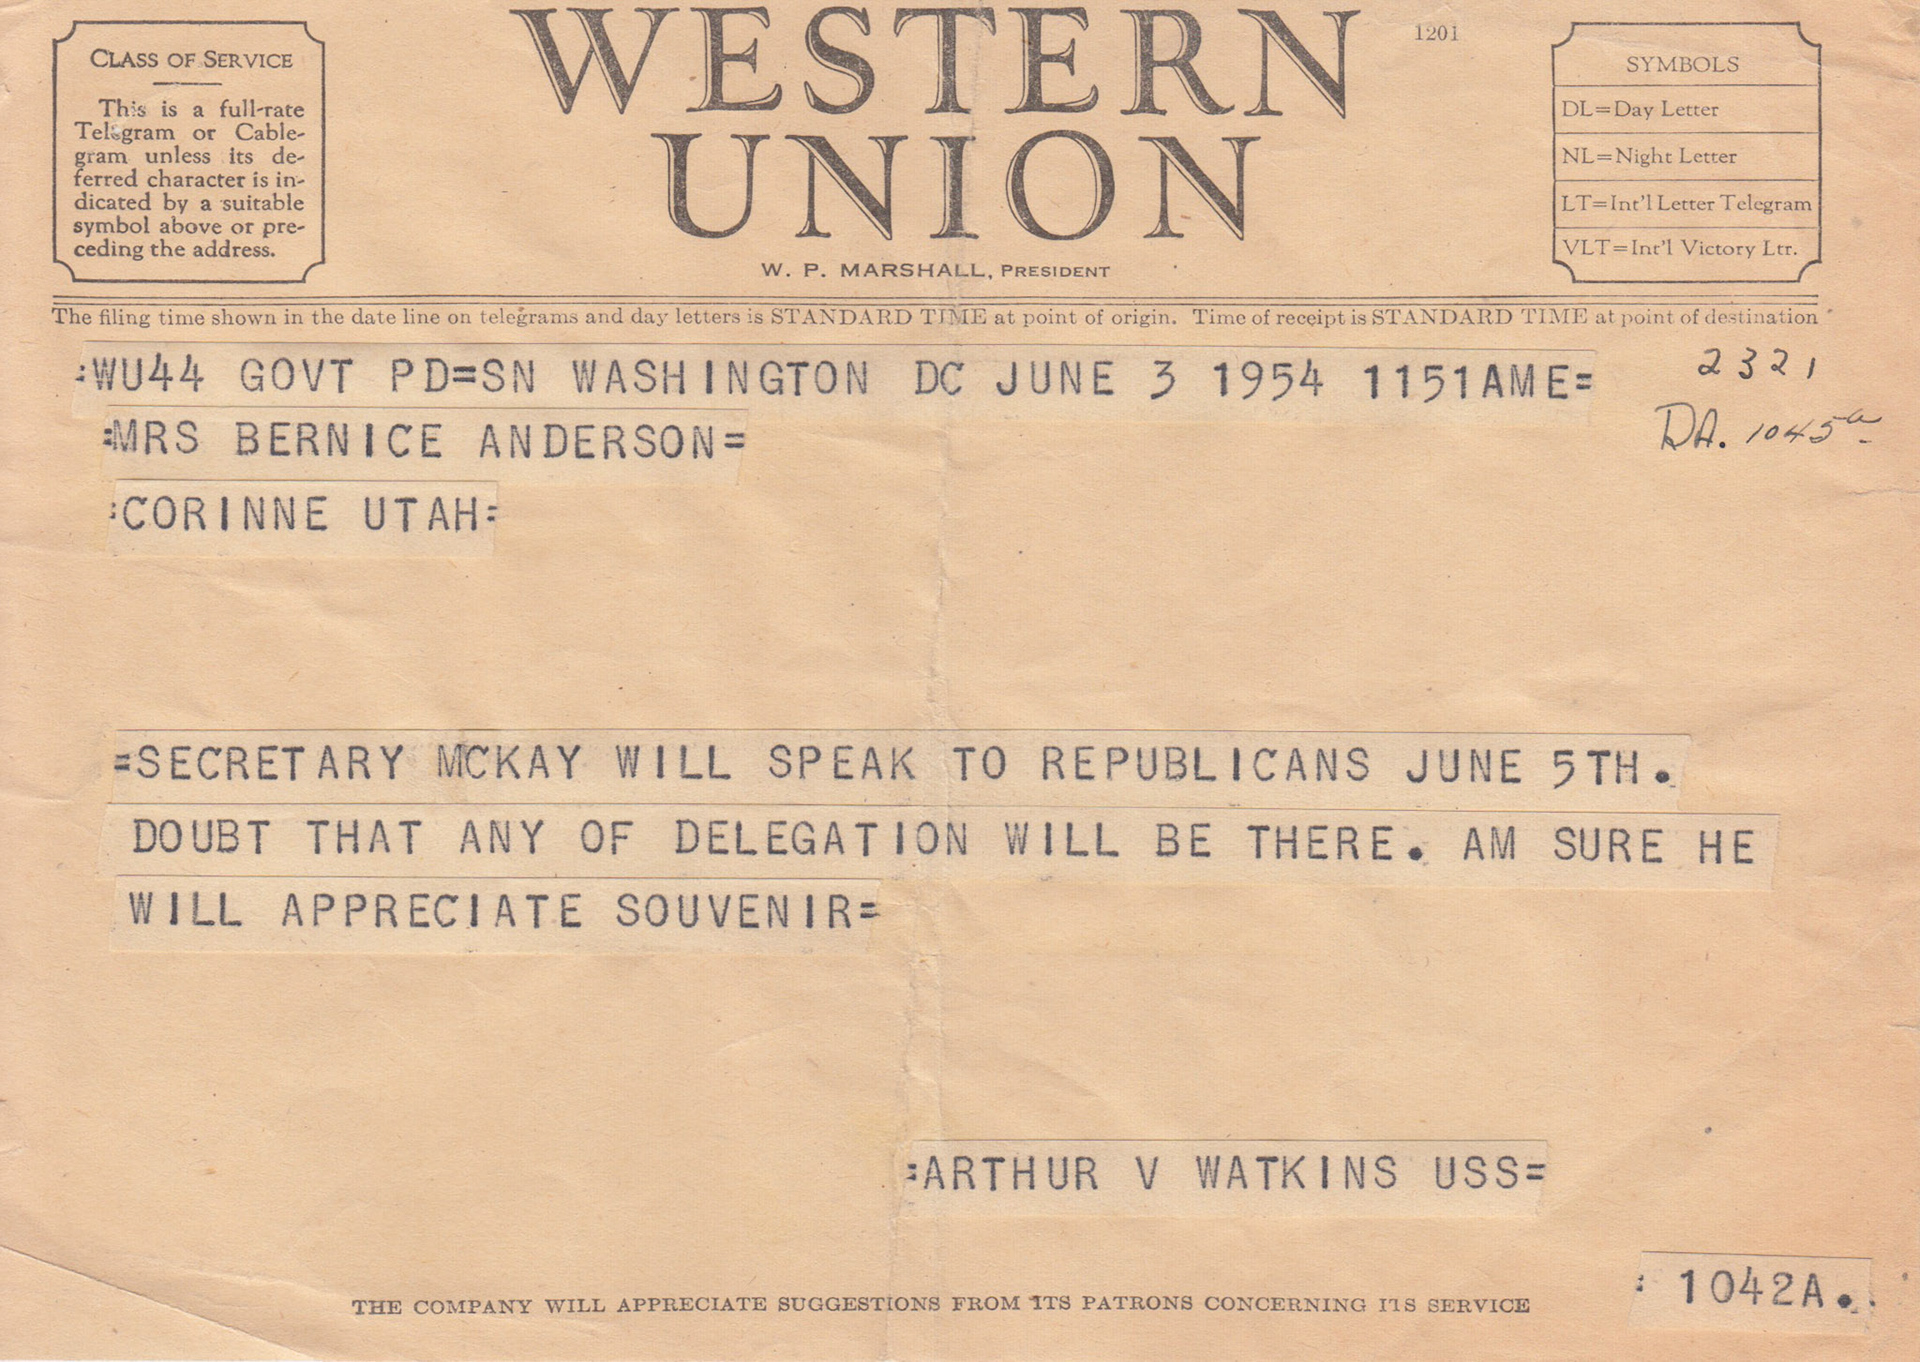 CLASS OF SERVICE
This is a full-rate
Telegram or Cable-
gram unless its de-
ferred character is in-
dicated by a suitable
symbol above or pre-
ceding the address.
WESTERN
UNION
W. P. MARSHALL, PRESIDENT
1201
SYMBOLS
DL=Day Letter
NL=Night Letter
LT=Int'l Letter Telegram
VLT=Int'l Victory Ltr.
The filing time shown in the date line on telegrams and day letters is STANDARD TIME at point of origin. Time of receipt is STANDARD TIME at point of destination
:WU44 GOVT PD=SN WASHINGTON DC JUNE 3 1954 1151AME=
2321
DA. 1045a
=MRS BERNICE ANDERSON=
:CORINNE UTAH=
=SECRETARY MCKAY WILL SPEAK TO REPUBLICANS JUNE 5TH.
DOUBT THAT ANY OF DELEGATION WILL BE THERE. AM SURE HE
WILL APPRECIATE SOUVENIR=
=ARTHUR V WATKINS USS=
: 1042A..
THE COMPANY WILL APPRECIATE SUGGESTIONS FROM ITS PATRONS CONCERNING ITS SERVICE